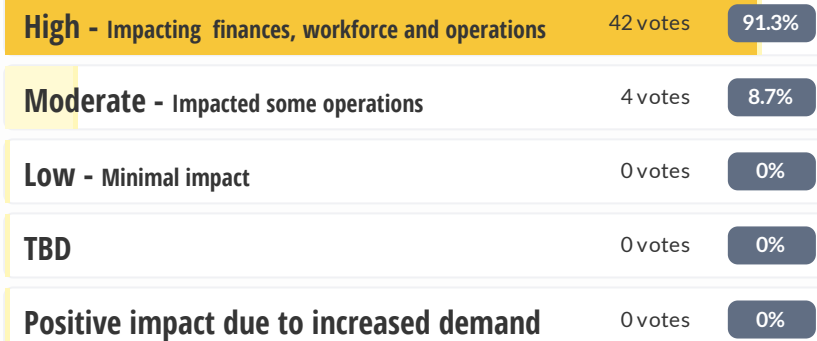 High - Impacting finances, workforce and operations 42 votes 91.3%
Moderate - Impacted some operations 4 votes 8.7%
Low - Minimal impact 0 votes 0%
TBD 0 votes 0%
Positive impact due to increased demand 0 votes 0%